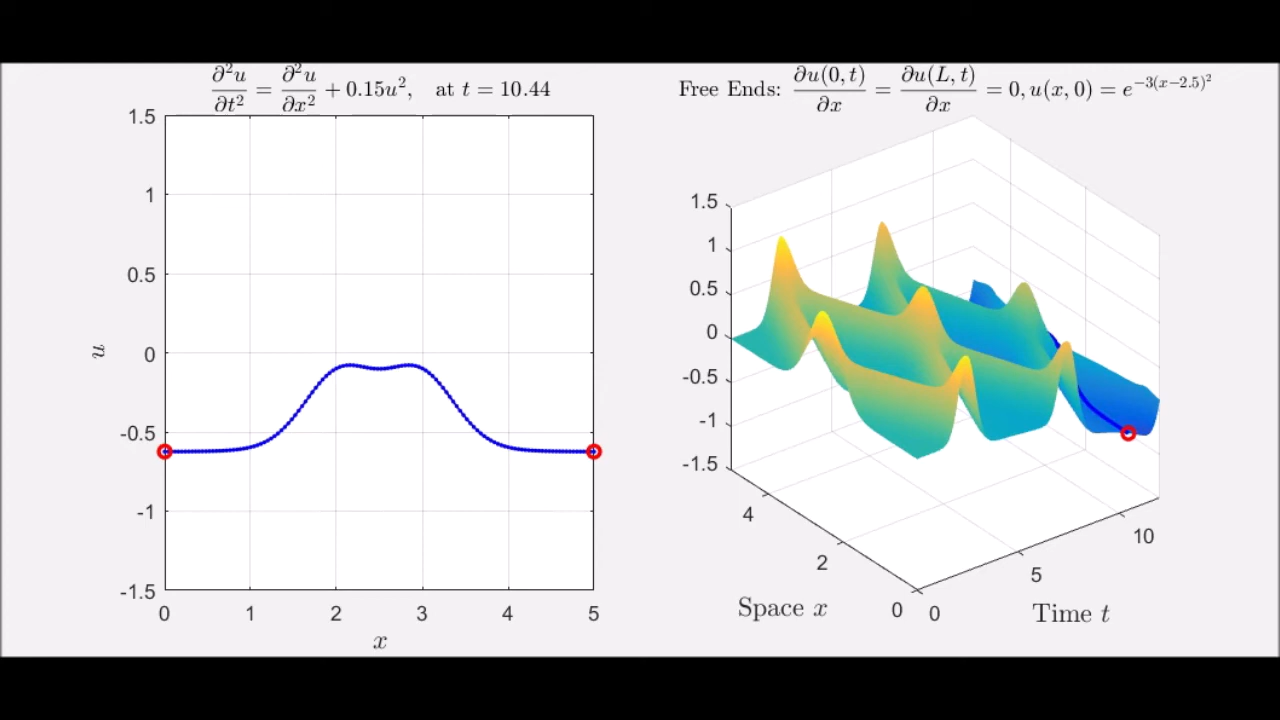 ∂²u/∂t² = ∂²u/∂x² + 0.15u², at t = 10.44
1.5
1
0.5
0
-0.5
-1
-1.5
u
0 1 2 3 4 5
x
Free Ends: ∂u(0, t)/∂x = ∂u(L, t)/∂x = 0, u(x, 0) = e^{−3(x−2.5)²}
1.5
1
0.5
0
-0.5
-1
-1.5
4
2
0
Space x
0
5
10
Time t